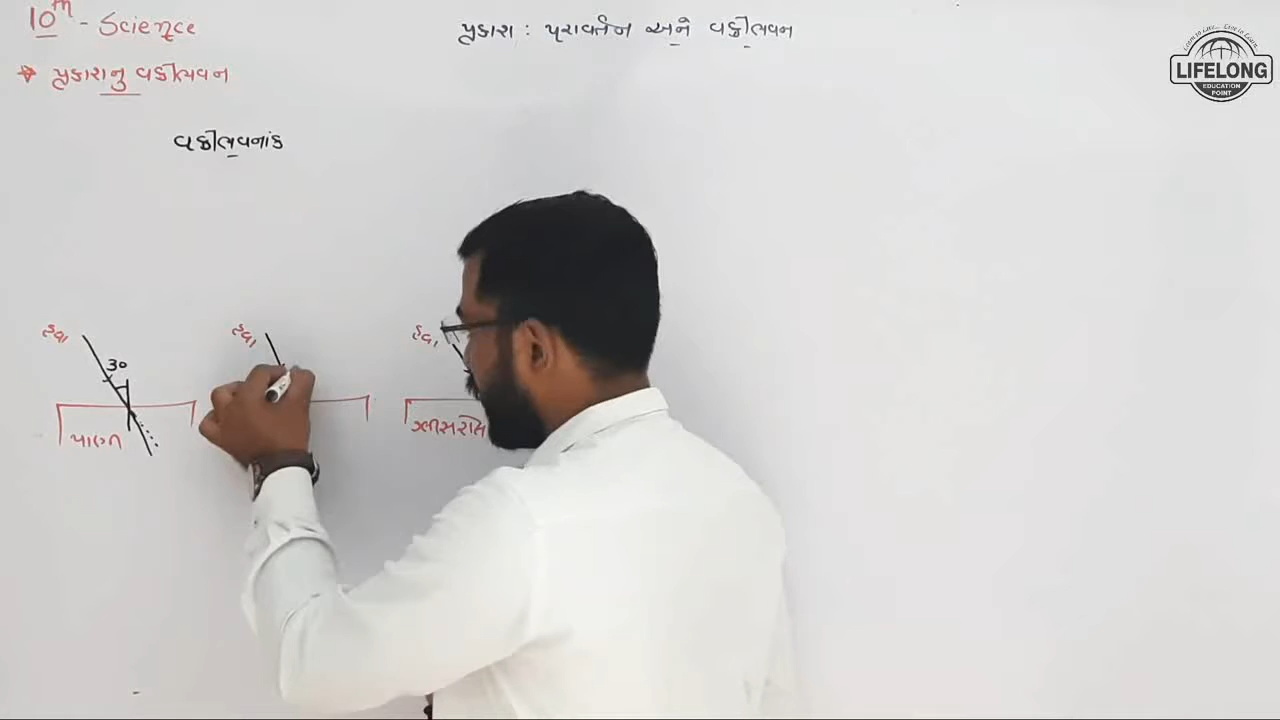 10th - Science
પ્રકાશ : પરાવર્તન અને વક્રીભવન
પ્રકાશનુ વક્રીભવન
વક્રીભવનાંક
હવા
30
પાણી
હવા
હવા
LIFELONG
EDUCATION
POINT